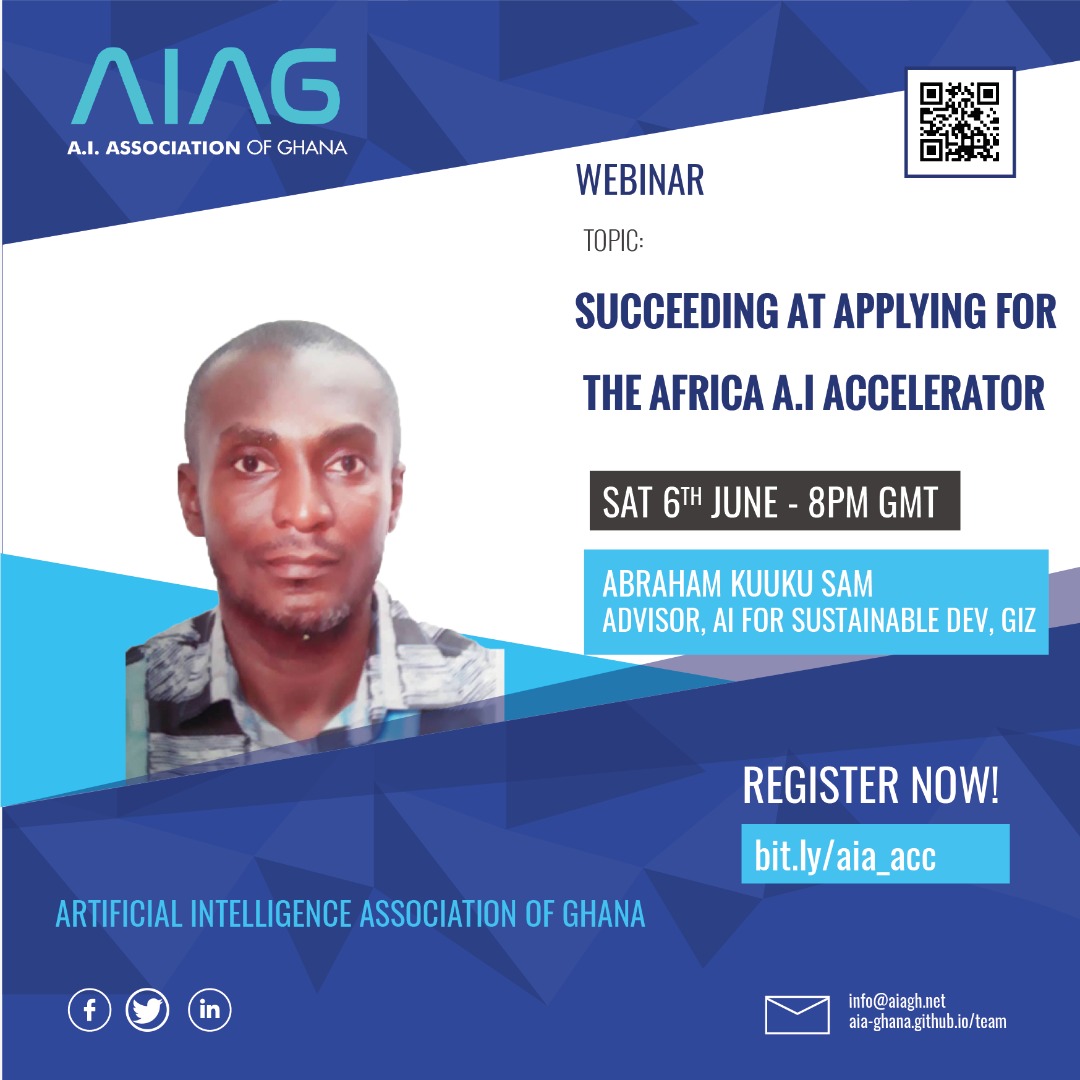 AIAG
A.I. ASSOCIATION OF GHANA
WEBINAR
TOPIC:
SUCCEEDING AT APPLYING FOR
THE AFRICA A.I ACCELERATOR
SAT 6TH JUNE - 8PM GMT
ABRAHAM KUUKU SAM
ADVISOR, AI FOR SUSTAINABLE DEV, GIZ
REGISTER NOW!
bit.ly/aia_acc
ARTIFICIAL INTELLIGENCE ASSOCIATION OF GHANA
info@aiagh.net
aia-ghana.github.io/team